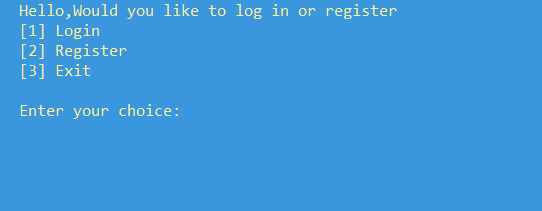 Hello,Would you like to log in or register
[1] Login
[2] Register
[3] Exit
Enter your choice: